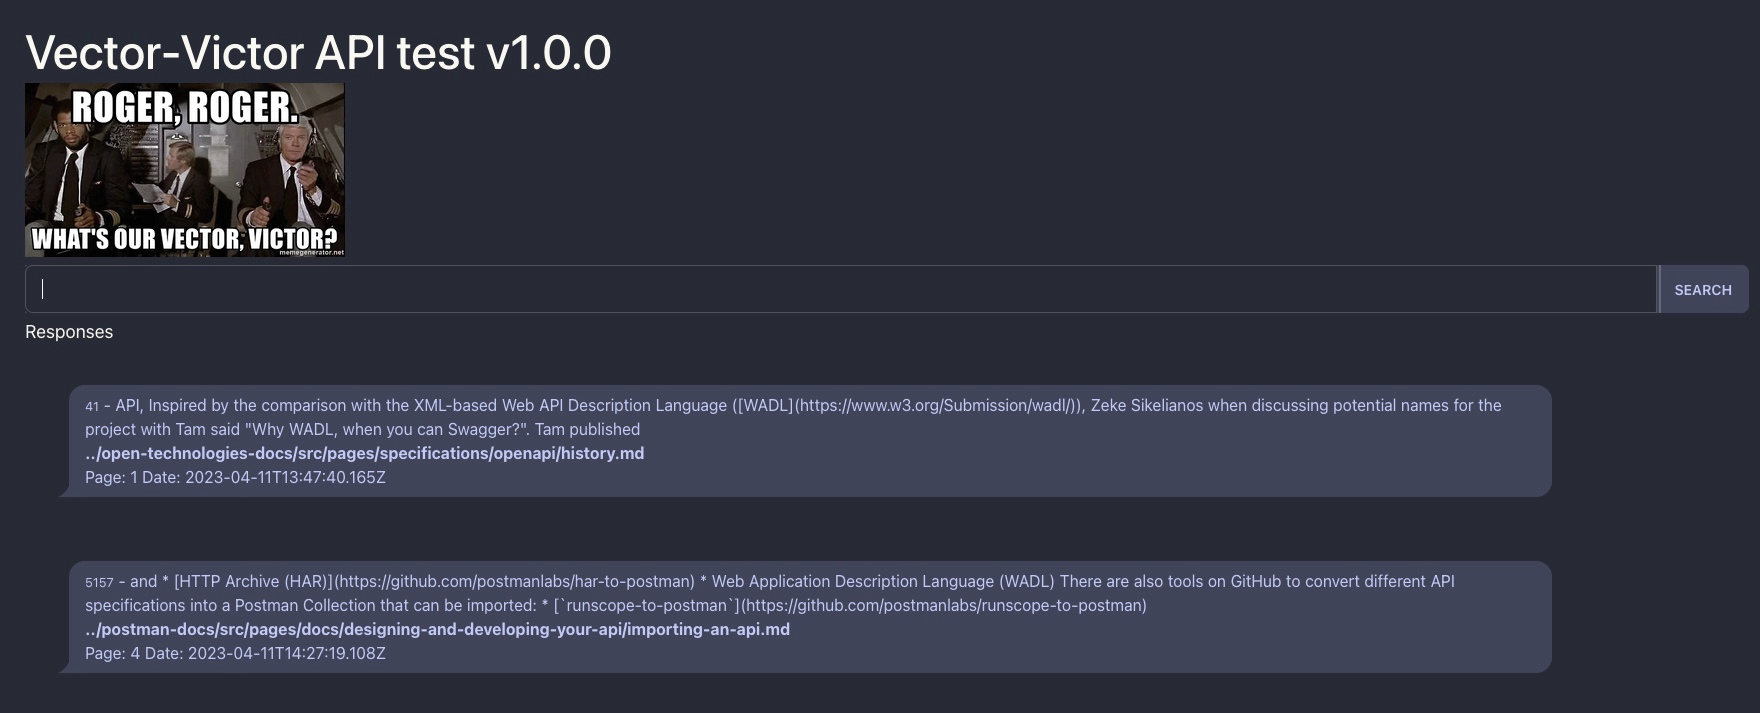 Vector-Victor API test v1.0.0
ROGER, ROGER.
WHAT'S OUR VECTOR, VICTOR?
memegenerator.net
SEARCH
Responses
41 - API, Inspired by the comparison with the XML-based Web API Description Language ([WADL](https://www.w3.org/Submission/wadl/)), Zeke Sikelianos when discussing potential names for the
project with Tam said "Why WADL, when you can Swagger?". Tam published
../open-technologies-docs/src/pages/specifications/openapi/history.md
Page: 1 Date: 2023-04-11T13:47:40.165Z
5157 - and * [HTTP Archive (HAR)](https://github.com/postmanlabs/har-to-postman) * Web Application Description Language (WADL) There are also tools on GitHub to convert different API
specifications into a Postman Collection that can be imported: * [`runscope-to-postman`](https://github.com/postmanlabs/runscope-to-postman)
../postman-docs/src/pages/docs/designing-and-developing-your-api/importing-an-api.md
Page: 4 Date: 2023-04-11T14:27:19.108Z